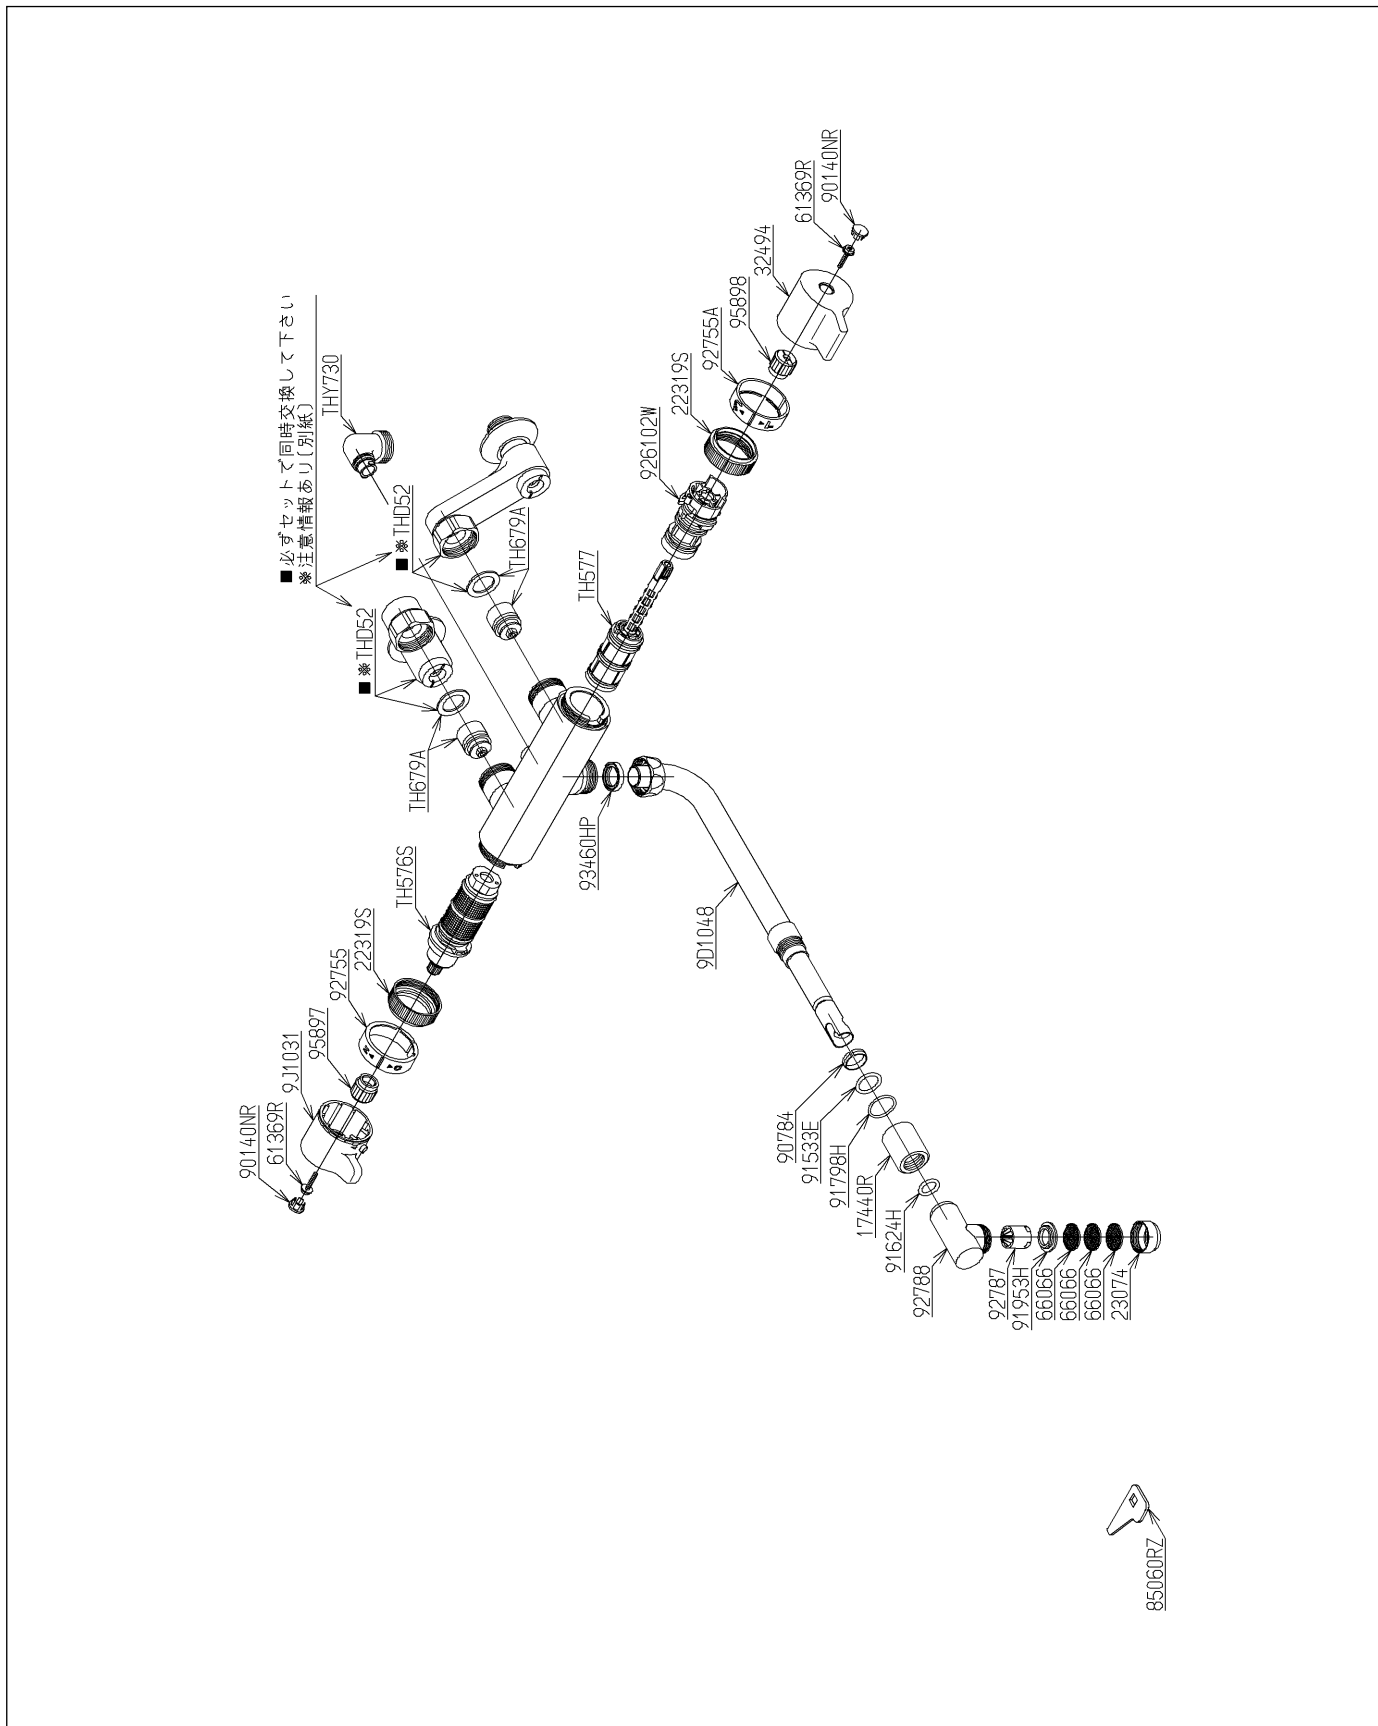 ■必ずセットで同時交換して下さい
※注意情報あり(別紙)
THY730
■※THD52
■※THD52
TH679A
TH679A
90140NR
61369R
32494
95898
92755A
22319S
926102W
TH577
93460HP
TH576S
22319S
92755
95897
9J1031
61369R
90140NR
9D1048
90784
91533E
91798H
17440R
91624H
92788
92787
91953H
66066
66066
66066
23074
85060RZ